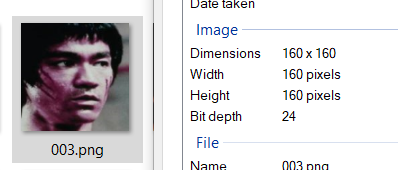 Date taken
Image
Dimensions 160 x 160
Width 160 pixels
Height 160 pixels
Bit depth 24
File
Name 003.png
003.png